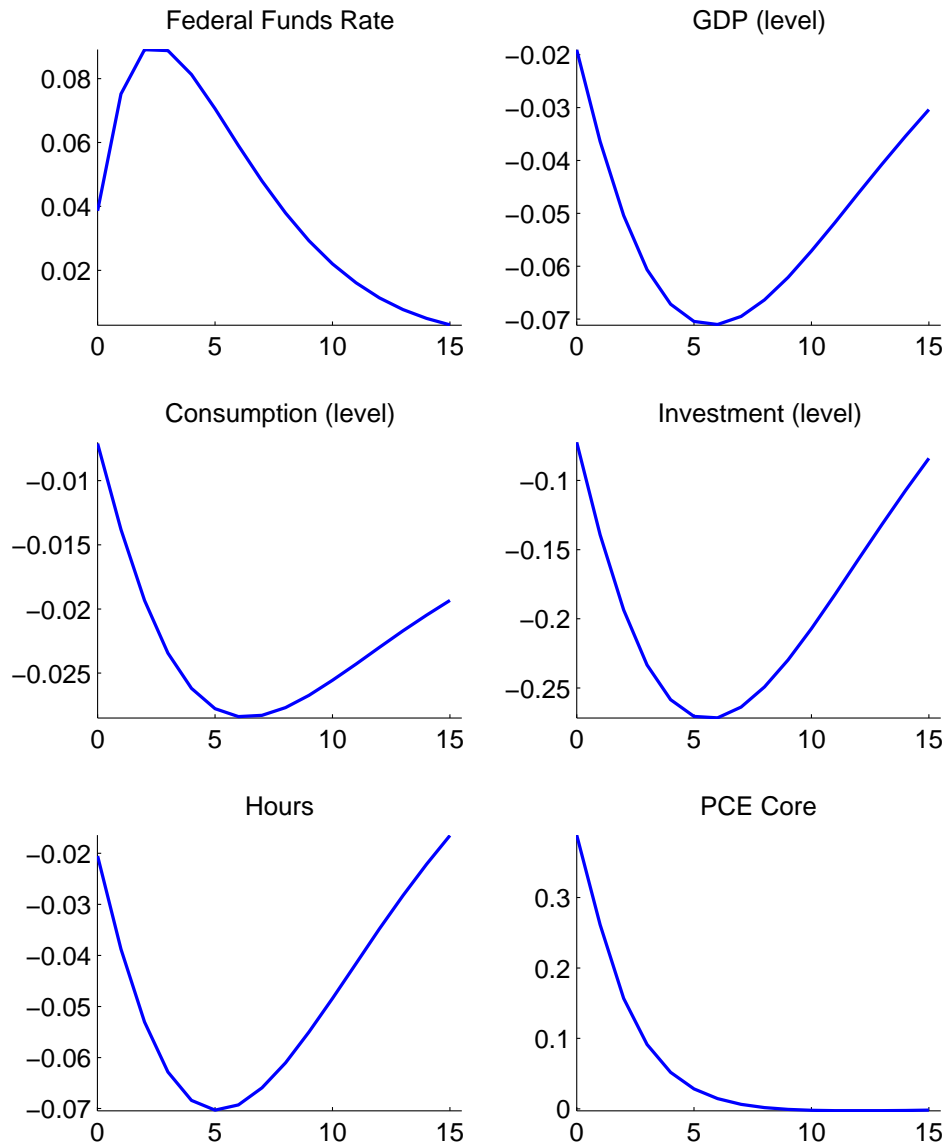 Federal Funds Rate
0.08
0.06
0.04
0.02
0 5 10 15
GDP (level)
−0.02
−0.03
−0.04
−0.05
−0.06
−0.07
0 5 10 15
Consumption (level)
−0.01
−0.015
−0.02
−0.025
0 5 10 15
Investment (level)
−0.1
−0.15
−0.2
−0.25
0 5 10 15
Hours
−0.02
−0.03
−0.04
−0.05
−0.06
−0.07
0 5 10 15
PCE Core
0.3
0.2
0.1
0
0 5 10 15